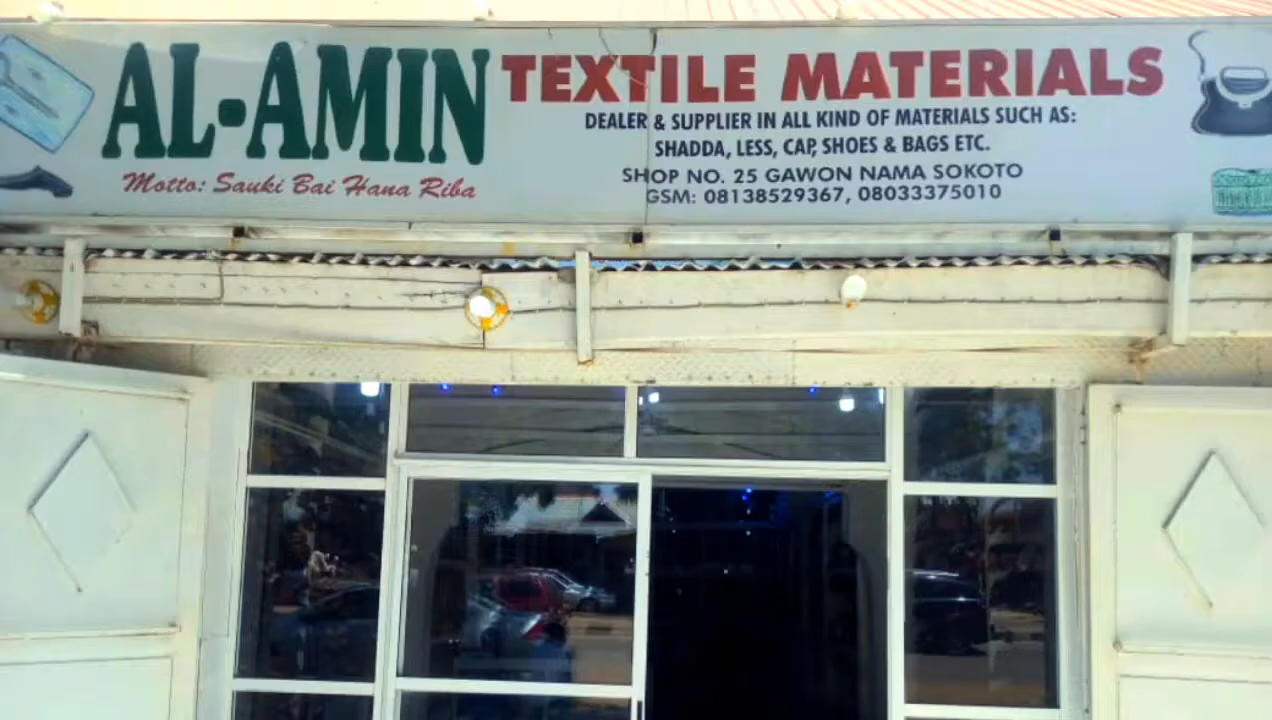 AL-AMIN TEXTILE MATERIALS
DEALER & SUPPLIER IN ALL KIND OF MATERIALS SUCH AS:
SHADDA, LESS, CAP, SHOES & BAGS ETC.
Motto: Sauki Bai Hana Riba
SHOP NO. 25 GAWON NAMA SOKOTO
GSM: 08138529367, 08033375010